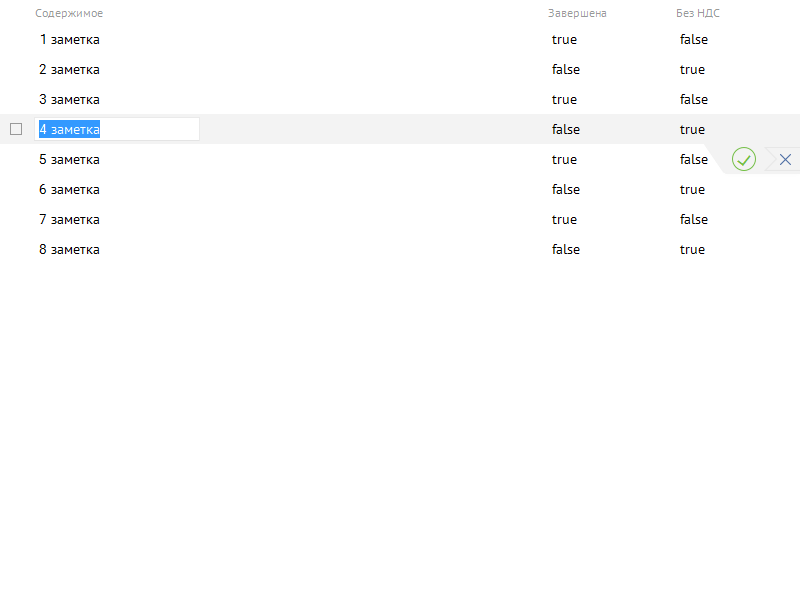 Содержимое Завершена Без НДС
1 заметка true false
2 заметка false true
3 заметка true false
4 заметка false true
5 заметка true false
6 заметка false true
7 заметка true false
8 заметка false true